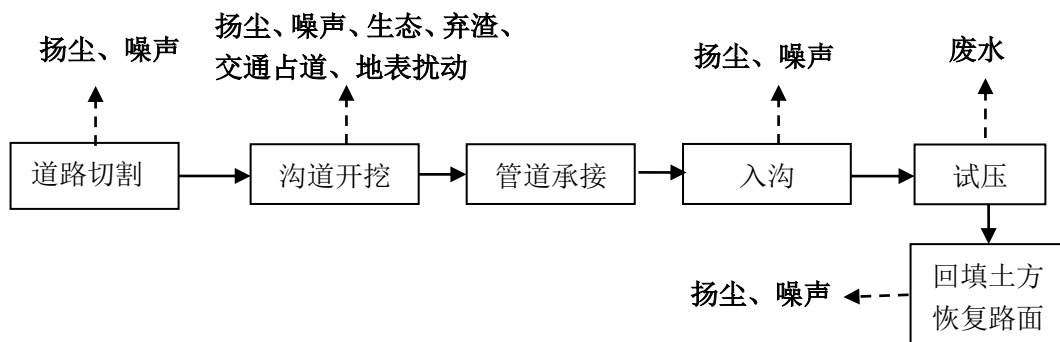 扬尘、噪声
扬尘、噪声、生态、弃渣、
交通占道、地表扰动
扬尘、噪声
废水
道路切割
沟道开挖
管道承接
入沟
试压
扬尘、噪声
回填土方
恢复路面